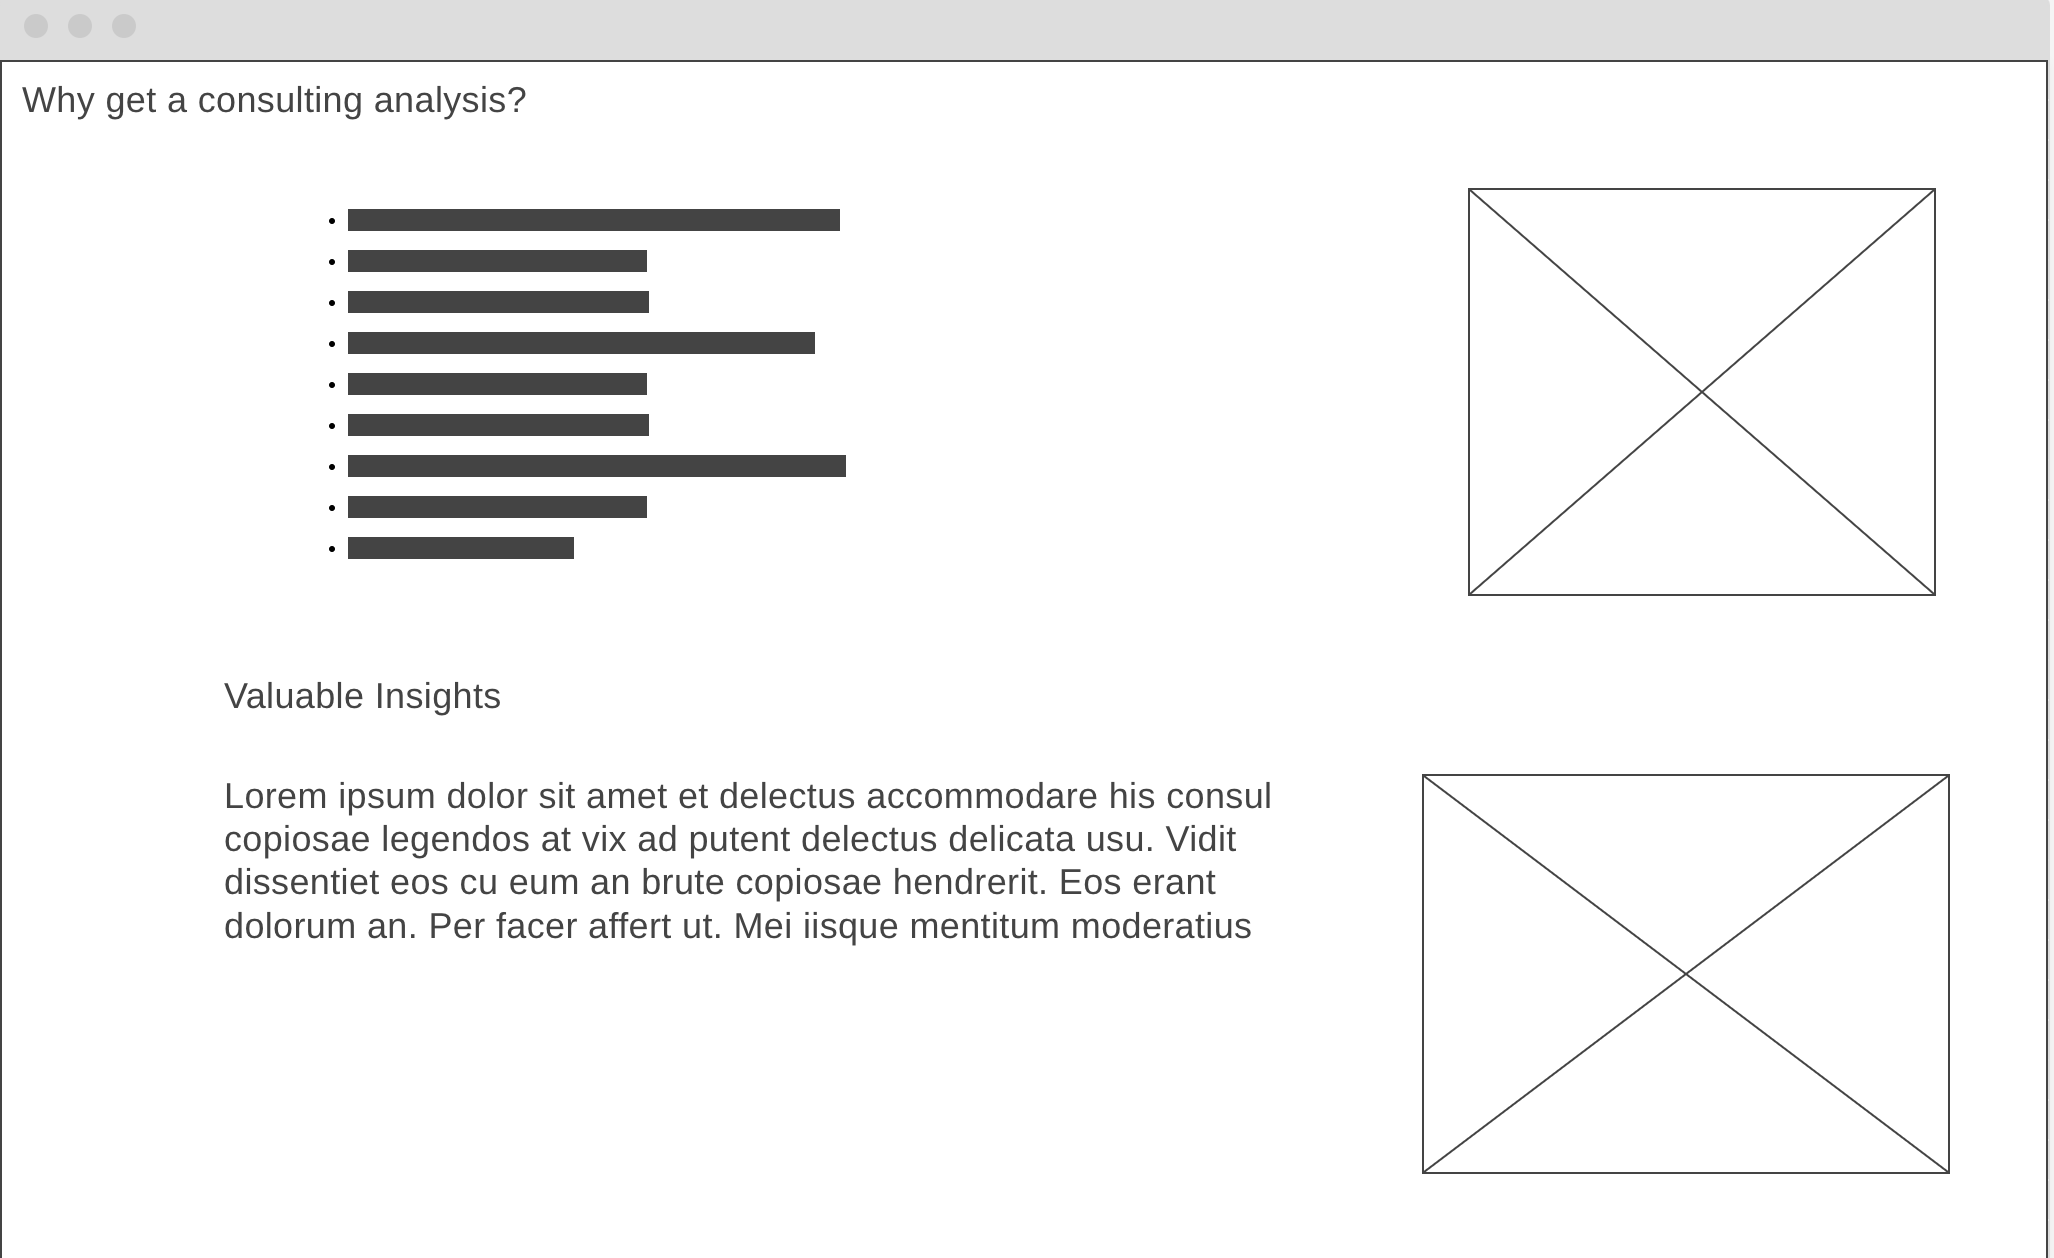 Why get a consulting analysis?
Valuable Insights
Lorem ipsum dolor sit amet et delectus accommodare his consul
copiosae legendos at vix ad putent delectus delicata usu. Vidit
dissentiet eos cu eum an brute copiosae hendrerit. Eos erant
dolorum an. Per facer affert ut. Mei iisque mentitum moderatius